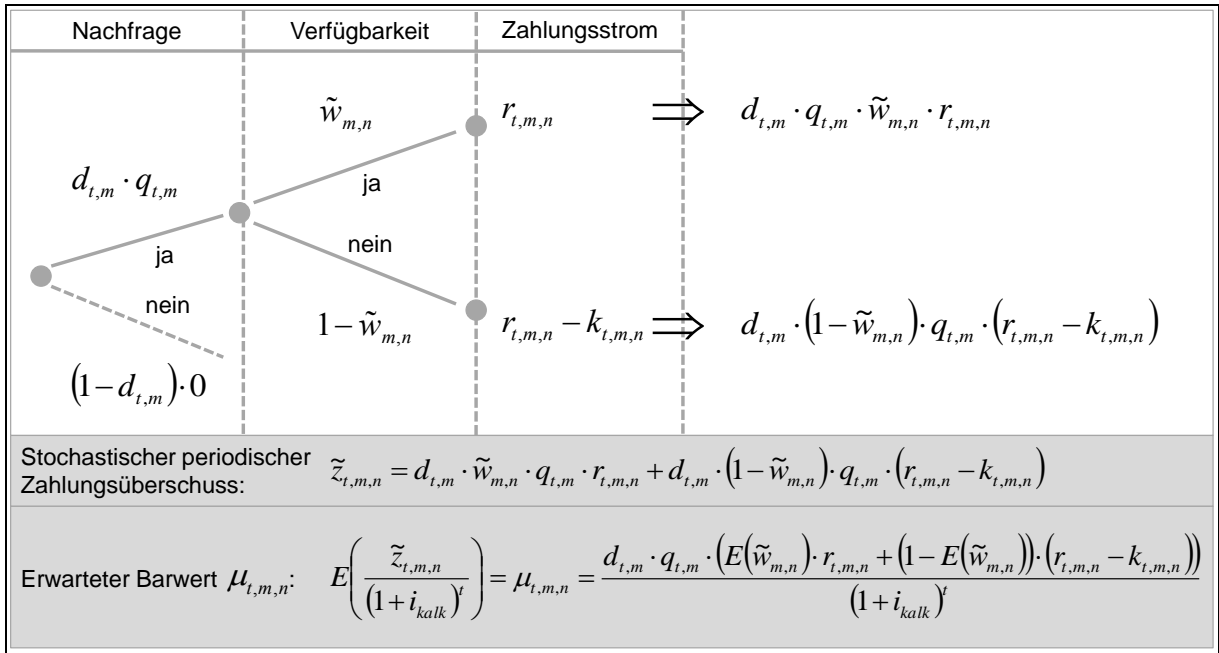 Nachfrage Verfügbarkeit Zahlungsstrom
w̃_{m,n} r_{t,m,n} ⇒ d_{t,m} · q_{t,m} · w̃_{m,n} · r_{t,m,n}
d_{t,m} · q_{t,m}
ja
ja
nein
nein
1 − w̃_{m,n} r_{t,m,n} − k_{t,m,n} ⇒ d_{t,m} · (1 − w̃_{m,n}) · q_{t,m} · (r_{t,m,n} − k_{t,m,n})
(1 − d_{t,m}) · 0
Stochastischer periodischer
Zahlungsüberschuss: z̃_{t,m,n} = d_{t,m} · w̃_{m,n} · q_{t,m} · r_{t,m,n} + d_{t,m} · (1 − w̃_{m,n}) · q_{t,m} · (r_{t,m,n} − k_{t,m,n})
Erwarteter Barwert μ_{t,m,n}: E(z̃_{t,m,n} / (1 + i_{kalk})^t) = μ_{t,m,n} = d_{t,m} · q_{t,m} · (E(w̃_{m,n}) · r_{t,m,n} + (1 − E(w̃_{m,n})) · (r_{t,m,n} − k_{t,m,n})) / (1 + i_{kalk})^t